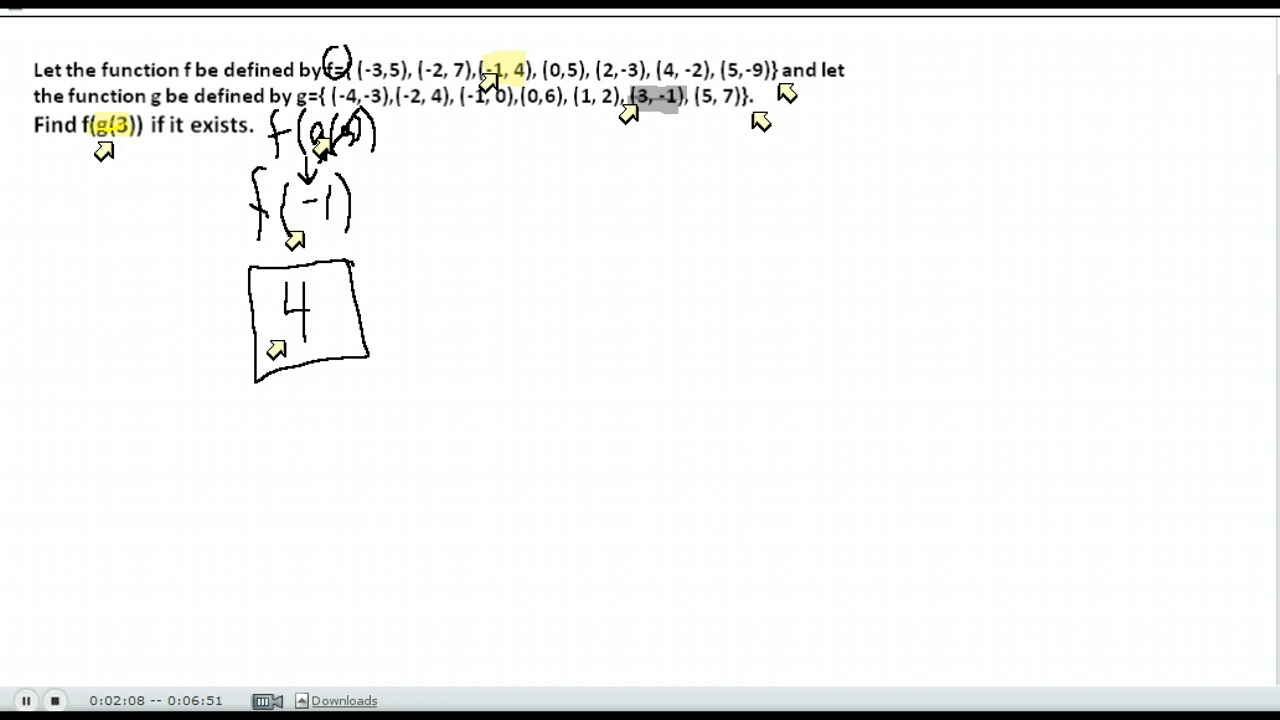 Let the function f be defined by f={ (-3,5), (-2, 7),(-1, 4), (0,5), (2,-3), (4, -2), (5,-9)} and let
the function g be defined by g={ (-4,-3),(-2, 4), (-1, 0),(0,6), (1, 2), (3, -1), (5, 7)}.
Find f(g(3)) if it exists.
f(g(3))
f(-1)
4
0:02:08 -- 0:06:51 Downloads